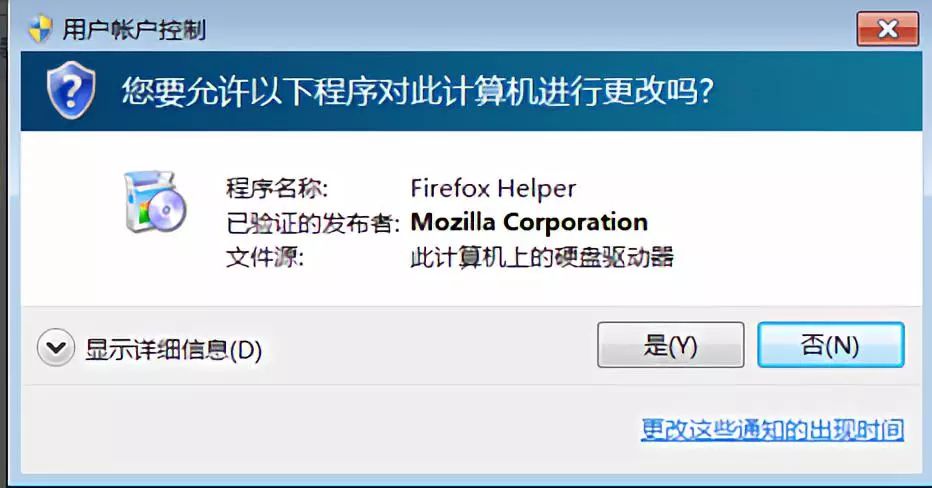 用户帐户控制
您要允许以下程序对此计算机进行更改吗?
程序名称: Firefox Helper
已验证的发布者: Mozilla Corporation
文件源: 此计算机上的硬盘驱动器
显示详细信息(D)
是(Y)
否(N)
更改这些通知的出现时间